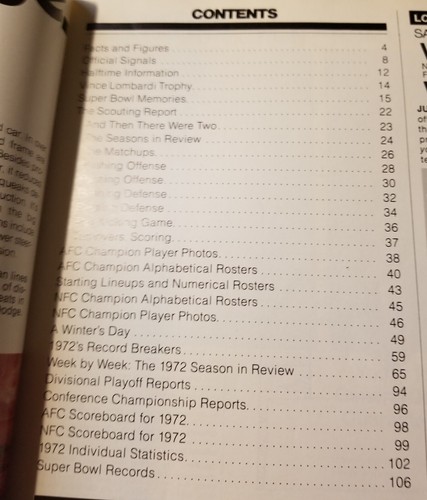 CONTENTS
Facts and Figures 4
Official Signals 8
Halftime Information 12
Vince Lombardi Trophy 14
Super Bowl Memories 15
The Scouting Report 22
And Then There Were Two 23
The Seasons in Review 24
The Matchups 26
Offense 28
Offense 30
Defense 32
Defense 34
Game 36
Scoring 37
AFC Champion Player Photos 38
AFC Champion Alphabetical Rosters 40
Starting Lineups and Numerical Rosters 43
NFC Champion Alphabetical Rosters 45
NFC Champion Player Photos 46
A Winter's Day 49
1972's Record Breakers 59
Week by Week: The 1972 Season in Review 65
Divisional Playoff Reports 94
Conference Championship Reports 96
AFC Scoreboard for 1972 98
NFC Scoreboard for 1972 99
1972 Individual Statistics 102
Super Bowl Records 106